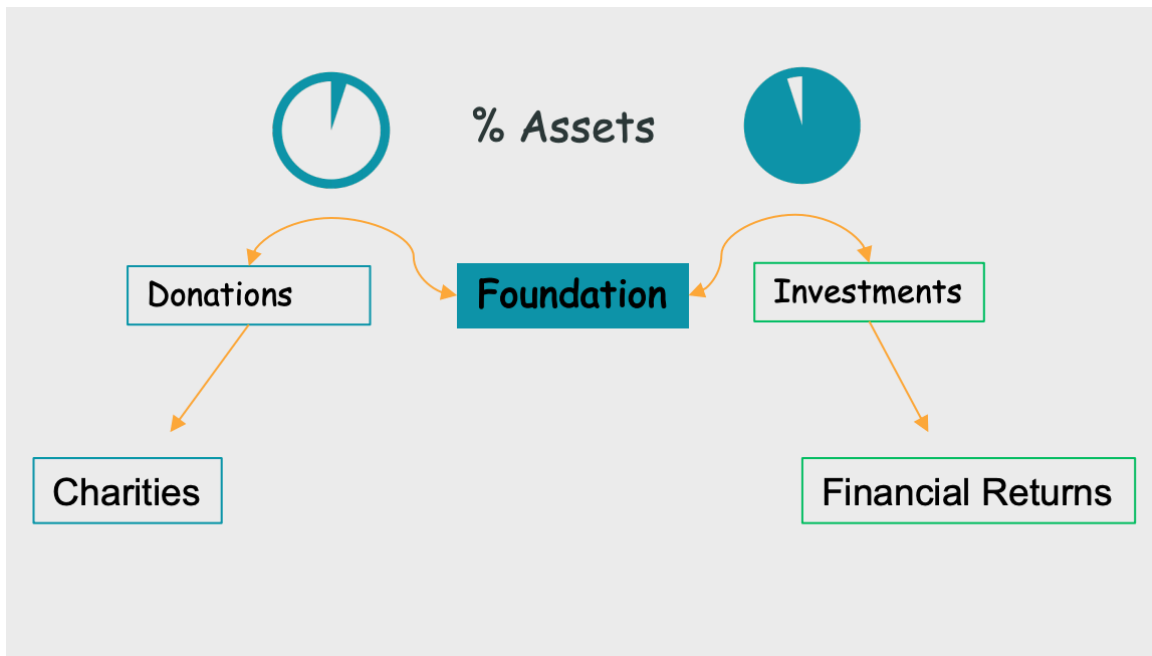 % Assets
Donations
Foundation
Investments
Charities
Financial Returns